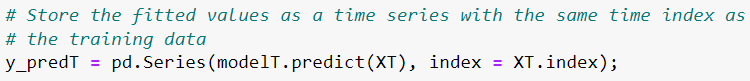 # Store the fitted values as a time series with the same time index as
# the training data
y_predT = pd.Series(modelT.predict(XT), index = XT.index);